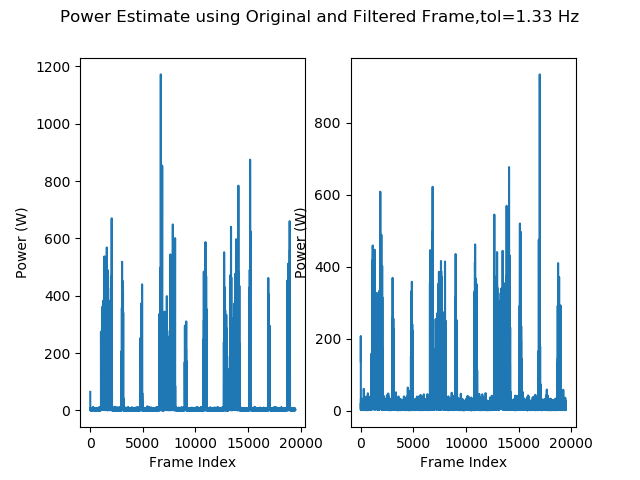 Power Estimate using Original and Filtered Frame,tol=1.33 Hz
1200
1000
800
600
400
200
0
Power (W)
0 5000 10000 15000 20000
Frame Index
800
600
400
200
0
Power (W)
0 5000 10000 15000 20000
Frame Index